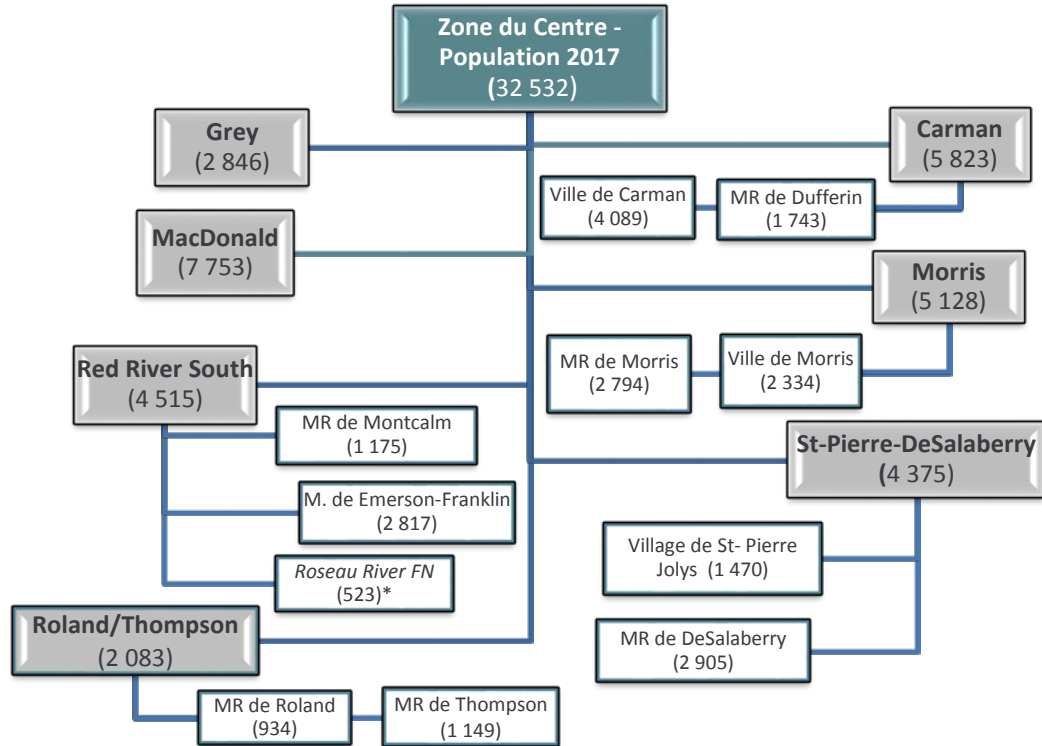 Zone du Centre -
Population 2017
(32 532)
Grey
(2 846)
Carman
(5 823)
Ville de Carman
(4 089)
MR de Dufferin
(1 743)
MacDonald
(7 753)
Morris
(5 128)
MR de Morris
(2 794)
Ville de Morris
(2 334)
Red River South
(4 515)
MR de Montcalm
(1 175)
M. de Emerson-Franklin
(2 817)
Roseau River FN
(523)*
St-Pierre-DeSalaberry
(4 375)
Village de St- Pierre
Jolys (1 470)
MR de DeSalaberry
(2 905)
Roland/Thompson
(2 083)
MR de Roland
(934)
MR de Thompson
(1 149)